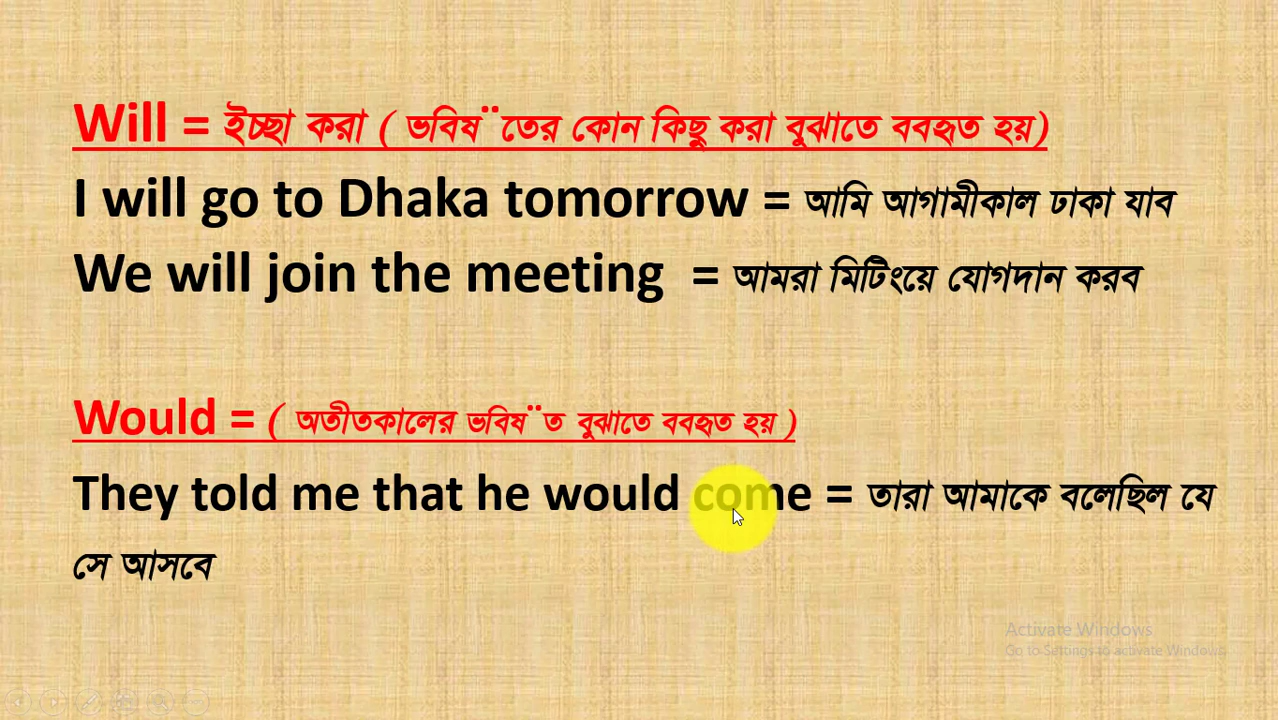 Will = ইচ্ছা করা ( ভবিষ¨তের কোন কিছু করা বুঝাতে ববহৃত হয়)
I will go to Dhaka tomorrow = আমি আগামীকাল ঢাকা যাব
We will join the meeting = আমরা মিটিংয়ে যোগদান করব
Would = ( অতীতকালের ভবিষ¨ত বুঝাতে ববহৃত হয় )
They told me that he would come = তারা আমাকে বলেছিল যে
সে আসবে
Activate Windows
Go to Settings to activate Windows.